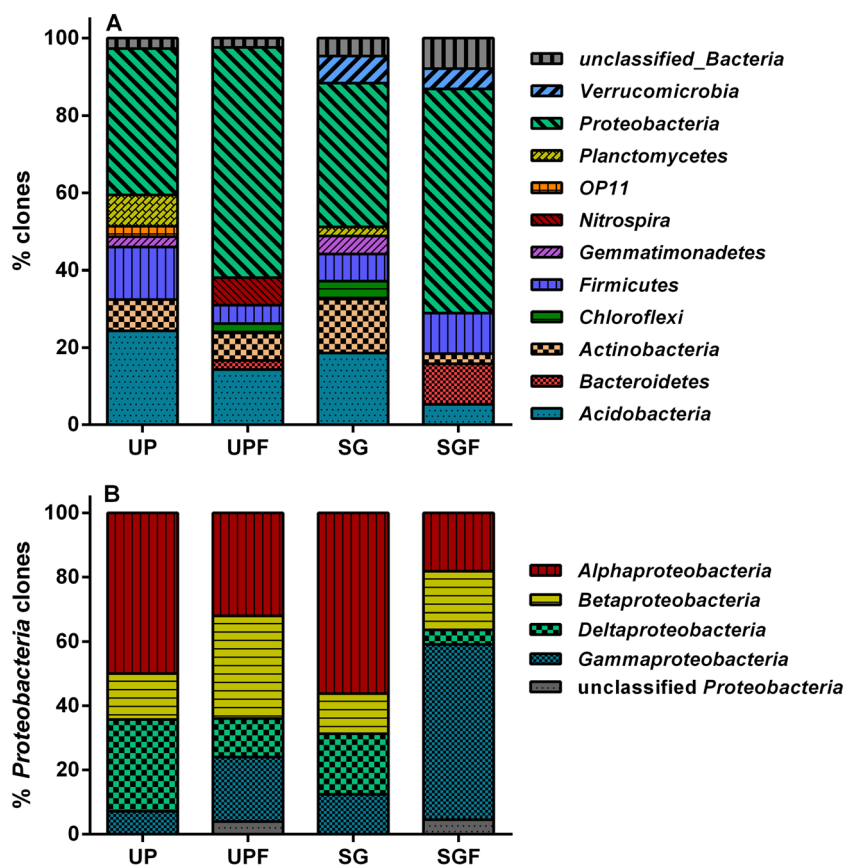 A
100
80
60
40
20
0
% clones
UP UPF SG SGF
unclassified_Bacteria
Verrucomicrobia
Proteobacteria
Planctomycetes
OP11
Nitrospira
Gemmatimonadetes
Firmicutes
Chloroflexi
Actinobacteria
Bacteroidetes
Acidobacteria
B
100
80
60
40
20
0
% Proteobacteria clones
UP UPF SG SGF
Alphaproteobacteria
Betaproteobacteria
Deltaproteobacteria
Gammaproteobacteria
unclassified Proteobacteria